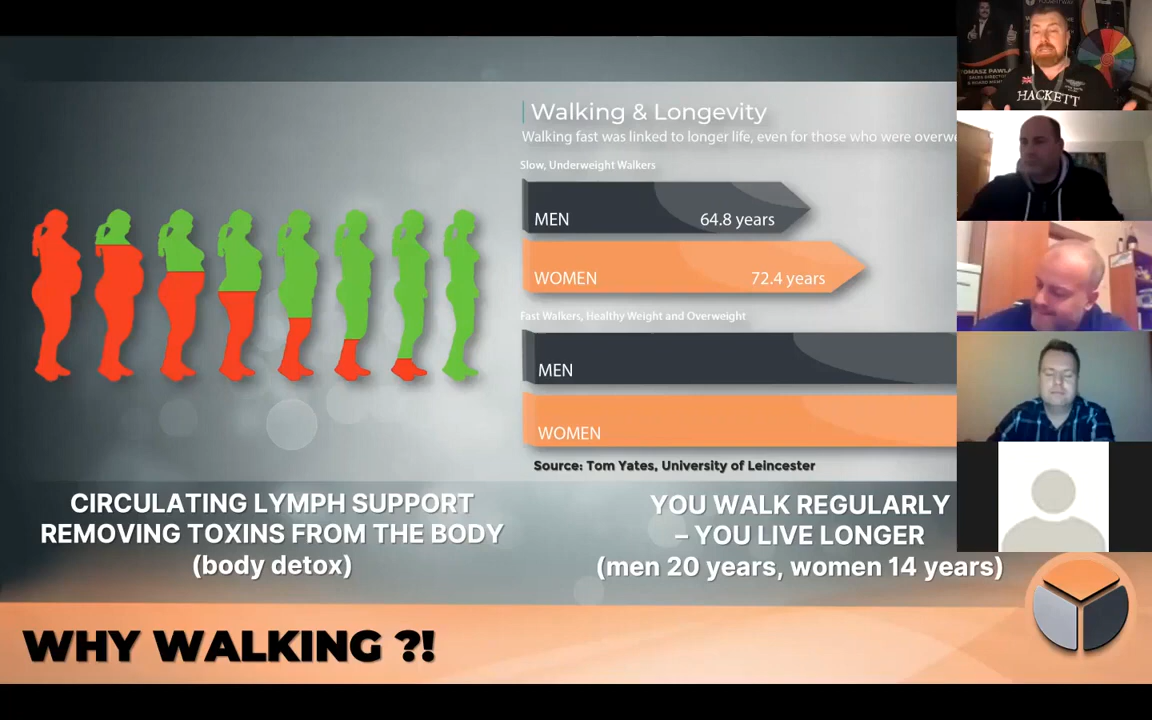 Walking & Longevity
Walking fast was linked to longer life, even for those who were overwe
Slow, Underweight Walkers
MEN 64.8 years
WOMEN 72.4 years
Fast Walkers, Healthy Weight and Overweight
MEN
WOMEN
Source: Tom Yates, University of Leincester
CIRCULATING LYMPH SUPPORT
REMOVING TOXINS FROM THE BODY
(body detox)
YOU WALK REGULARLY
– YOU LIVE LONGER
(men 20 years, women 14 years)
WHY WALKING ?!
TOMASZ PAWLA
HACKETT